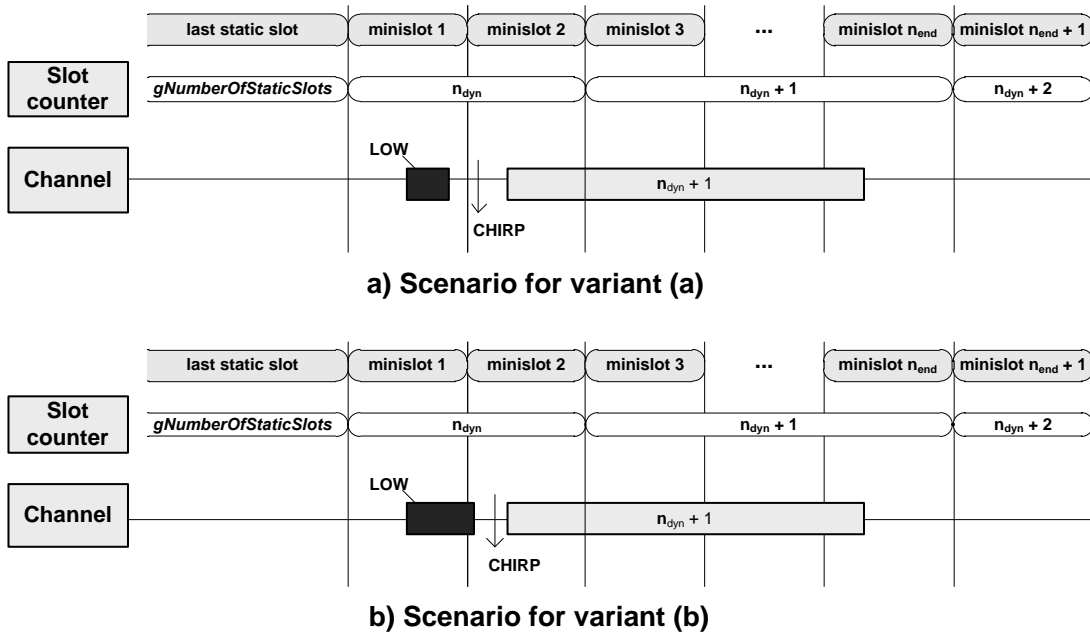 last static slot minislot 1 minislot 2 minislot 3 ... minislot nend minislot nend + 1
Slot
counter
gNumberOfStaticSlots ndyn ndyn + 1 ndyn + 2
LOW
Channel
ndyn + 1
CHIRP
a) Scenario for variant (a)
last static slot minislot 1 minislot 2 minislot 3 ... minislot nend minislot nend + 1
Slot
counter
gNumberOfStaticSlots ndyn ndyn + 1 ndyn + 2
LOW
Channel
ndyn + 1
CHIRP
b) Scenario for variant (b)